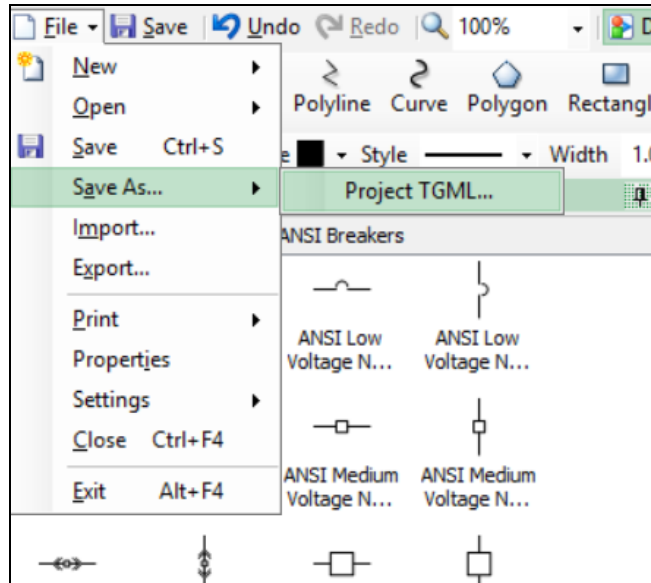 File Save Undo Redo 100% D
New
Polyline Curve Polygon Rectangl
Open
Save Ctrl+S
e Style Width 1.0
Save As...
Project TGML...
Import...
ANSI Breakers
Export...
Print
ANSI Low
Voltage N...
ANSI Low
Voltage N...
Properties
Settings
Close Ctrl+F4
ANSI Medium
Voltage N...
ANSI Medium
Voltage N...
Exit Alt+F4